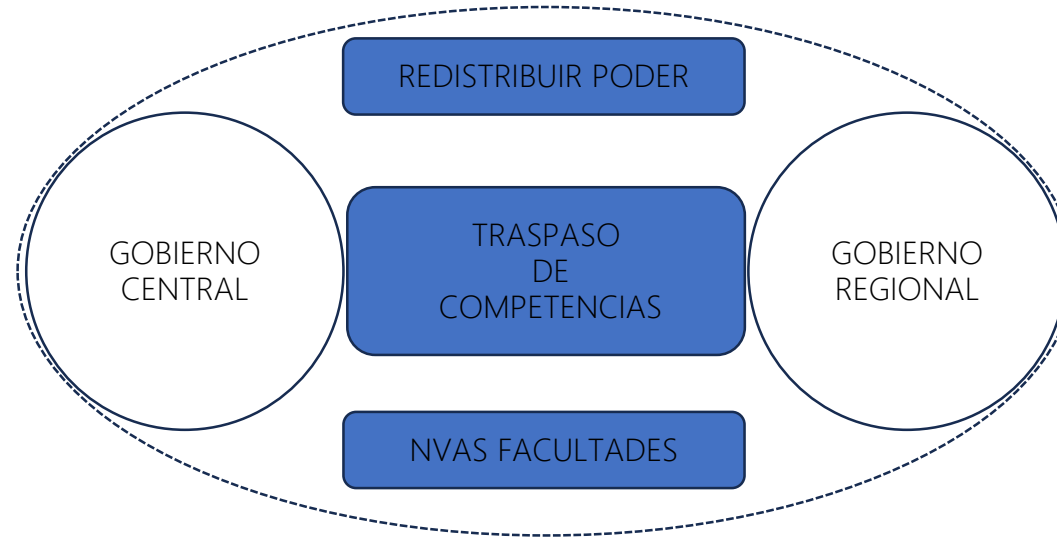 REDISTRIBUIR PODER
GOBIERNO
CENTRAL
TRASPASO
DE
COMPETENCIAS
GOBIERNO
REGIONAL
NVAS FACULTADES